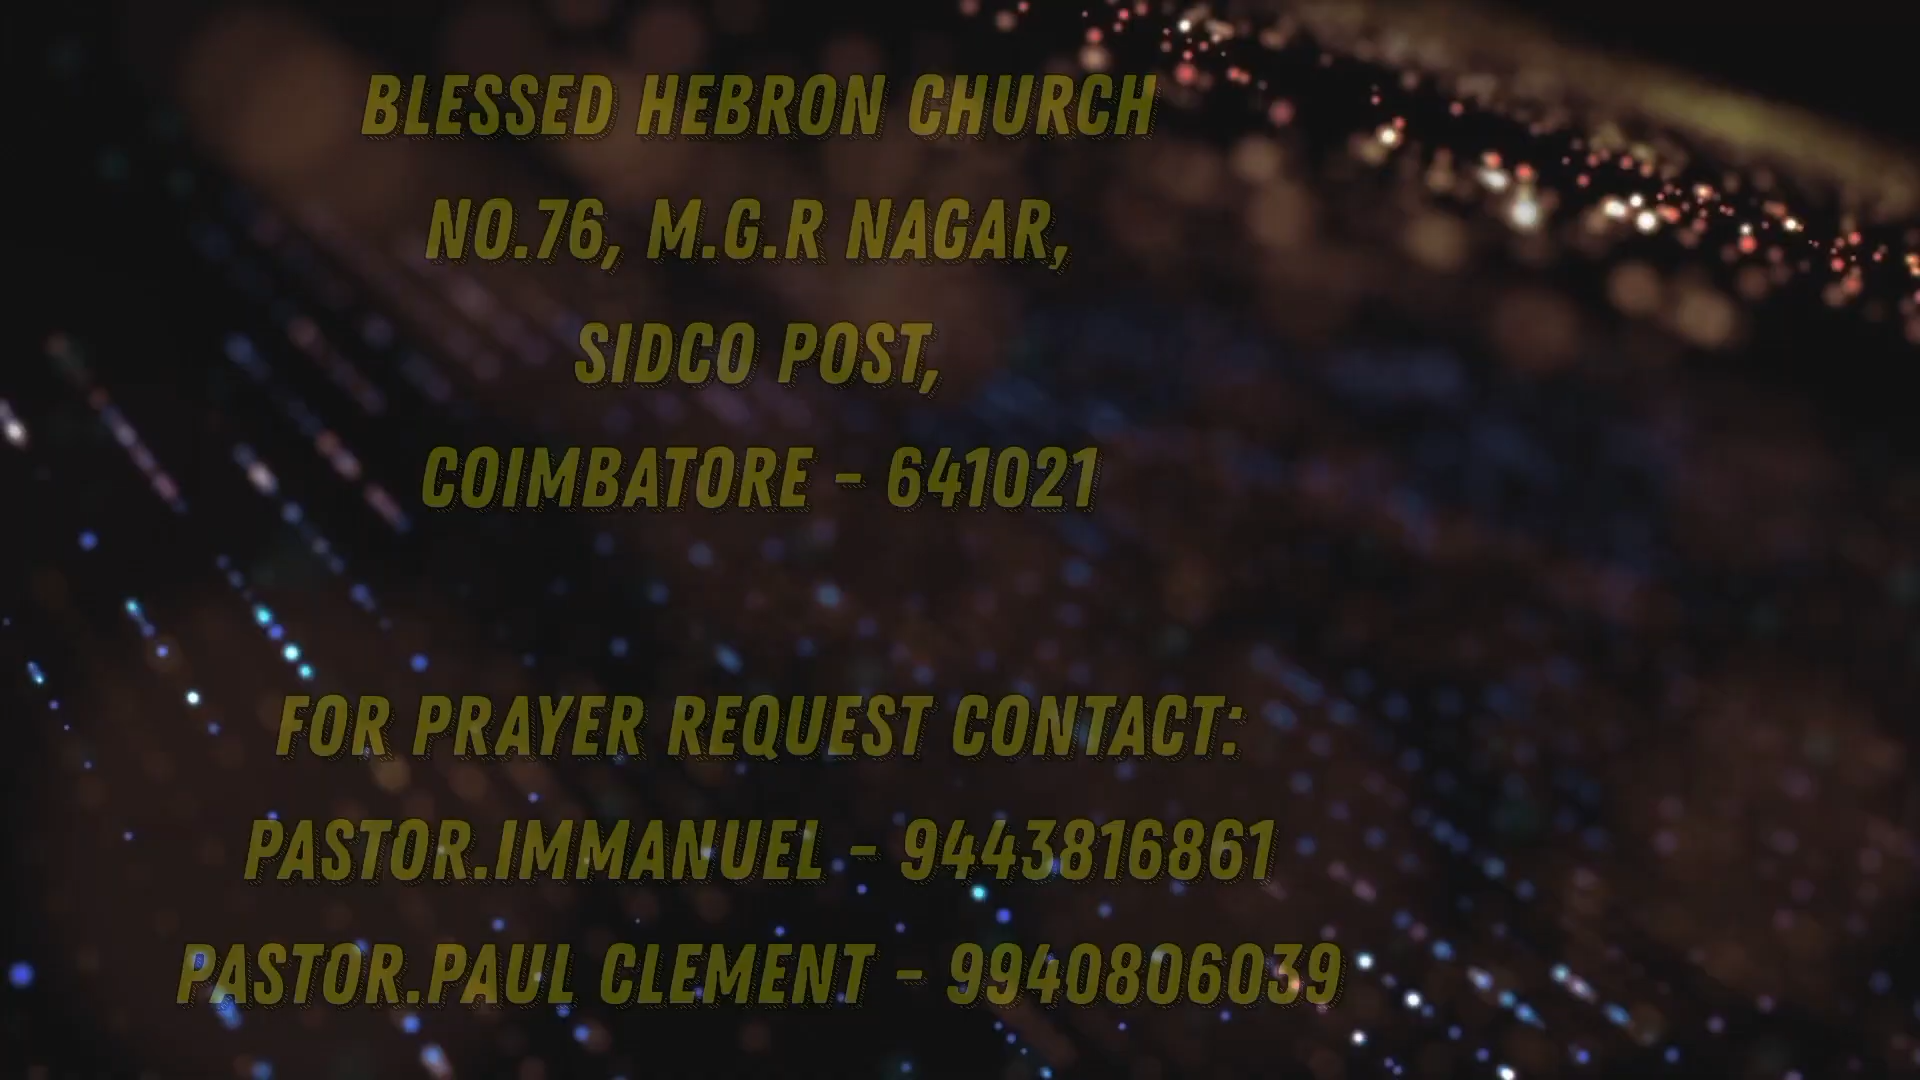 BLESSED HEBRON CHURCH
NO.76, M.G.R NAGAR,
SIDCO POST,
COIMBATORE - 641021
FOR PRAYER REQUEST CONTACT:
PASTOR.IMMANUEL - 9443816861
PASTOR.PAUL CLEMENT - 9940806039